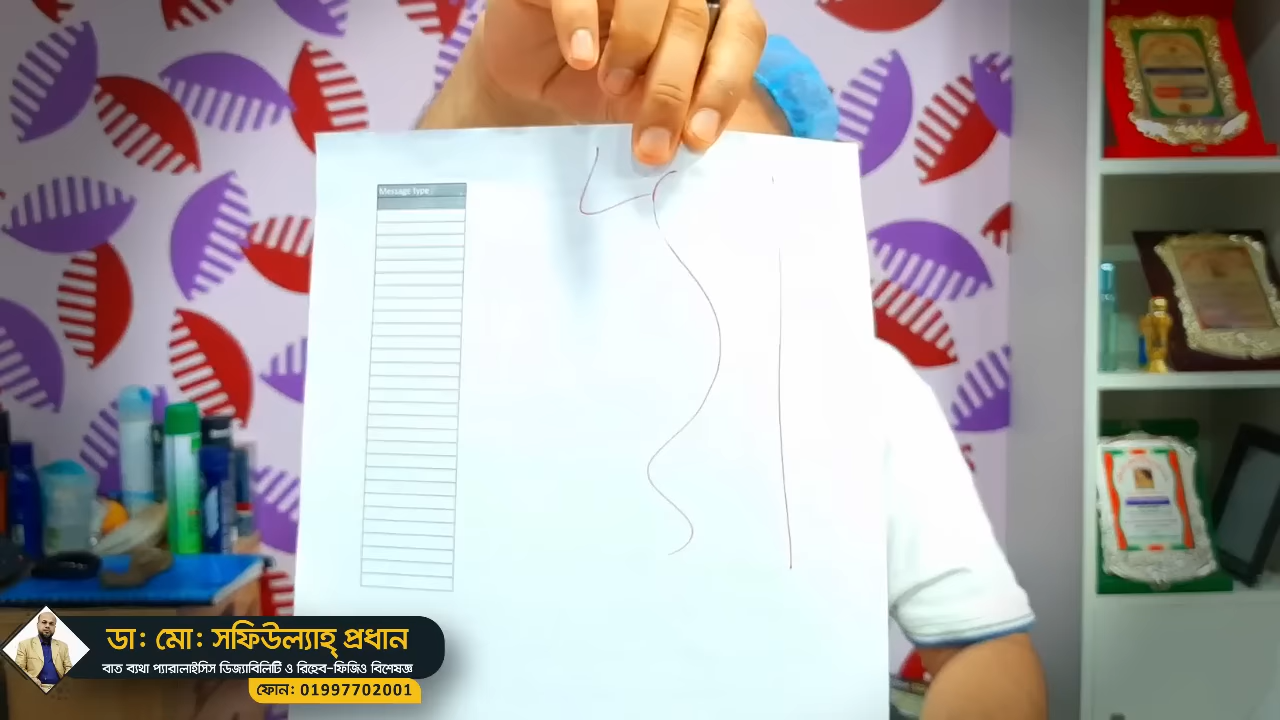 Message type
ডা: মো: সফিউল্যাহ্ প্রধান
বাত ব্যথা প্যারালাইসিস ডিজ্যাবিলিটি ও রিহেব-ফিজিও বিশেষজ্ঞ
ফোন: 01997702001